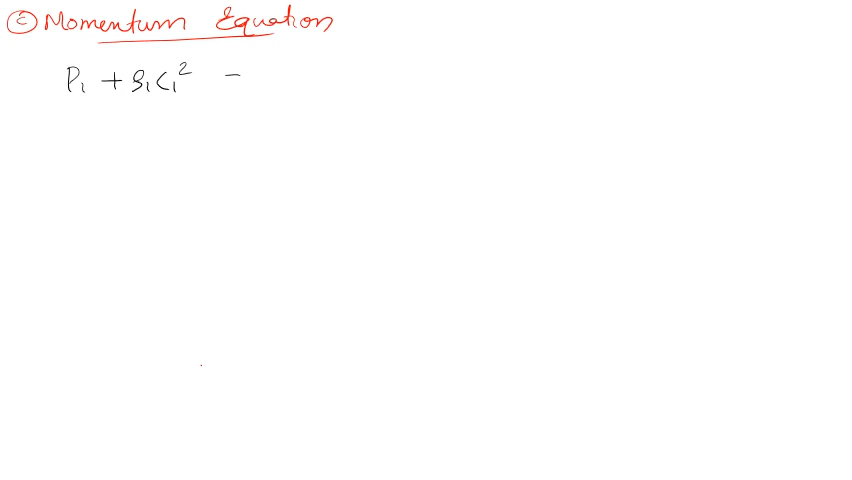 ⓒ Momentum Equation
P₁ + ρ₁C₁² –